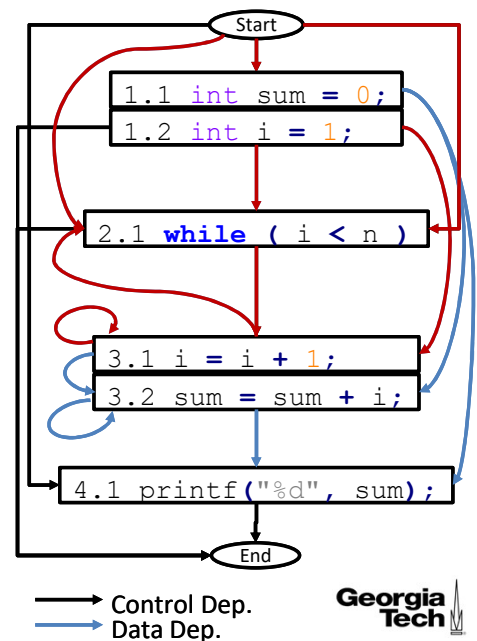 Start
1.1 int sum = 0;
1.2 int i = 1;
2.1 while ( i < n )
3.1 i = i + 1;
3.2 sum = sum + i;
4.1 printf("%d", sum);
End
Control Dep.
Data Dep.
Georgia
Tech